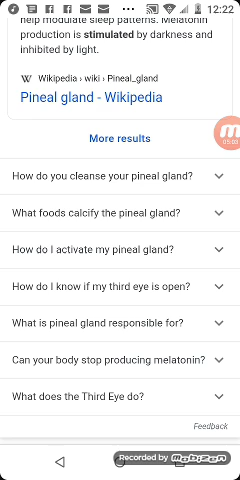 12:22
help modulate sleep patterns. Melatonin
production is stimulated by darkness and
inhibited by light.
W Wikipedia › wiki › Pineal_gland
Pineal gland - Wikipedia
05:03
More results
How do you cleanse your pineal gland?
What foods calcify the pineal gland?
How do I activate my pineal gland?
How do I know if my third eye is open?
What is pineal gland responsible for?
Can your body stop producing melatonin?
What does the Third Eye do?
Feedback
Recorded by mobizen